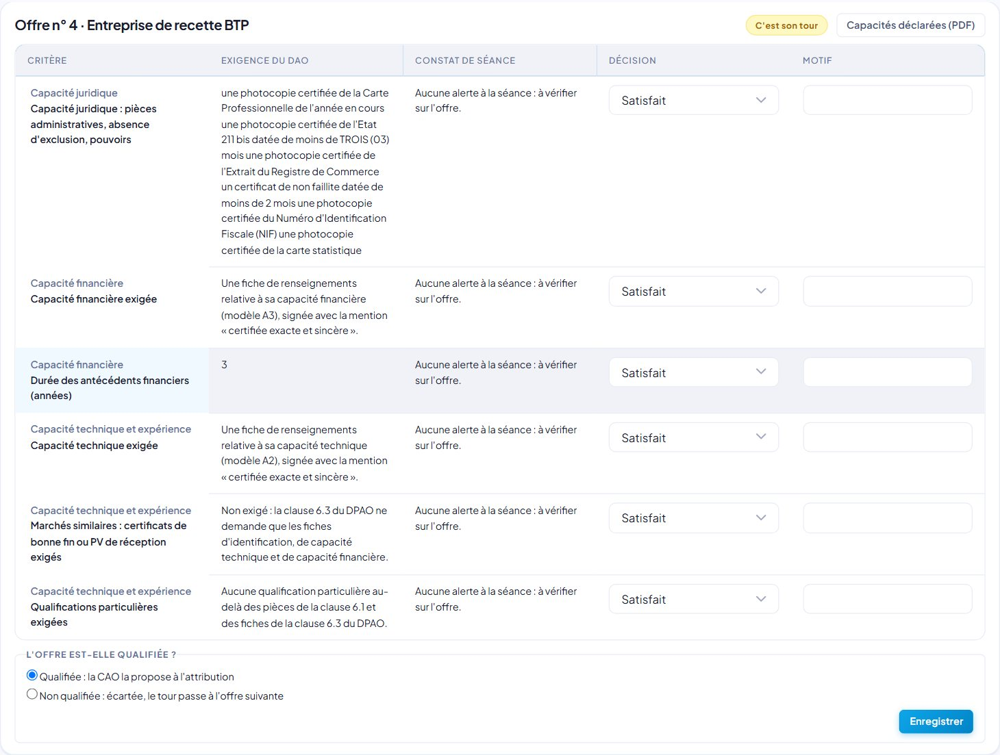 Offre n° 4 · Entreprise de recette BTP
C'est son tour
Capacités déclarées (PDF)
CRITÈRE
EXIGENCE DU DAO
CONSTAT DE SÉANCE
DÉCISION
MOTIF
Capacité juridique
Capacité juridique : pièces
administratives, absence
d'exclusion, pouvoirs
une photocopie certifiée de la Carte
Professionnelle de l'année en cours
une photocopie certifiée de l'Etat
211 bis datée de moins de TROIS (03)
mois une photocopie certifiée de
l'Extrait du Registre de Commerce
un certificat de non faillite datée de
moins de 2 mois une photocopie
certifiée du Numéro d'Identification
Fiscale (NIF) une photocopie
certifiée de la carte statistique
Aucune alerte à la séance : à vérifier
sur l'offre.
Satisfait
Capacité financière
Capacité financière exigée
Une fiche de renseignements
relative à sa capacité financière
(modèle A3), signée avec la mention
« certifiée exacte et sincère ».
Aucune alerte à la séance : à vérifier
sur l'offre.
Satisfait
Capacité financière
Durée des antécédents financiers
(années)
3
Aucune alerte à la séance : à vérifier
sur l'offre.
Satisfait
Capacité technique et expérience
Capacité technique exigée
Une fiche de renseignements
relative à sa capacité technique
(modèle A2), signée avec la mention
« certifiée exacte et sincère ».
Aucune alerte à la séance : à vérifier
sur l'offre.
Satisfait
Capacité technique et expérience
Marchés similaires : certificats de
bonne fin ou PV de réception
exigés
Non exigé : la clause 6.3 du DPAO ne
demande que les fiches
d'identification, de capacité
technique et de capacité financière.
Aucune alerte à la séance : à vérifier
sur l'offre.
Satisfait
Capacité technique et expérience
Qualifications particulières
exigées
Aucune qualification particulière au-
delà des pièces de la clause 6.1 et
des fiches de la clause 6.3 du DPAO.
Aucune alerte à la séance : à vérifier
sur l'offre.
Satisfait
L'OFFRE EST-ELLE QUALIFIÉE ?
Qualifiée : la CAO la propose à l'attribution
Non qualifiée : écartée, le tour passe à l'offre suivante
Enregistrer